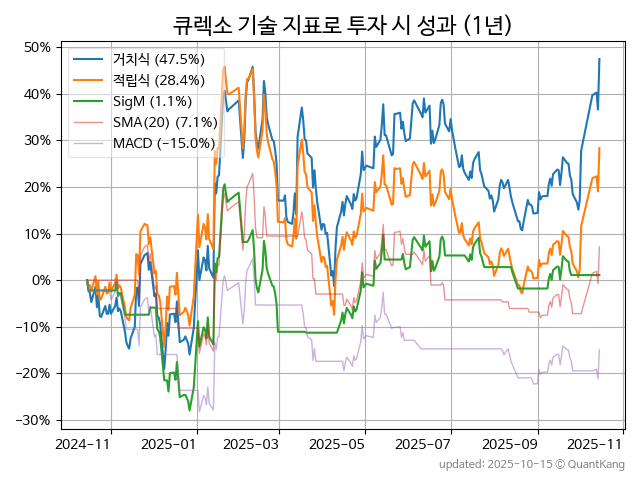 큐렉소 기술 지표로 투자 시 성과 (1년)
50%
40%
30%
20%
10%
0%
−10%
−20%
−30%
거치식 (47.5%)
적립식 (28.4%)
SigM (1.1%)
SMA(20) (7.1%)
MACD (−15.0%)
2024-11
2025-01
2025-03
2025-05
2025-07
2025-09
2025-11
updated: 2025-10-15 © QuantKang